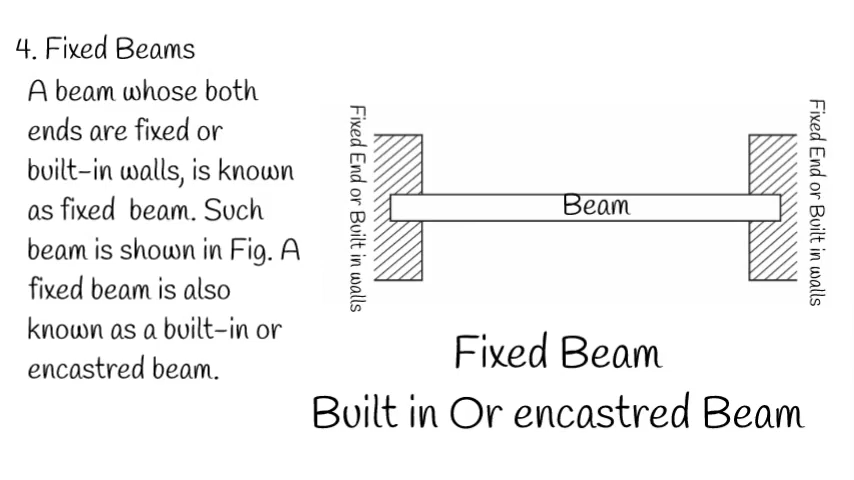 4. Fixed Beams
A beam whose both
ends are fixed or
built-in walls, is known
as fixed beam. Such
beam is shown in Fig. A
fixed beam is also
known as a built-in or
encastred beam.
Fixed End or Built in walls
Beam
Fixed End or Built in walls
Fixed Beam
Built in Or encastred Beam